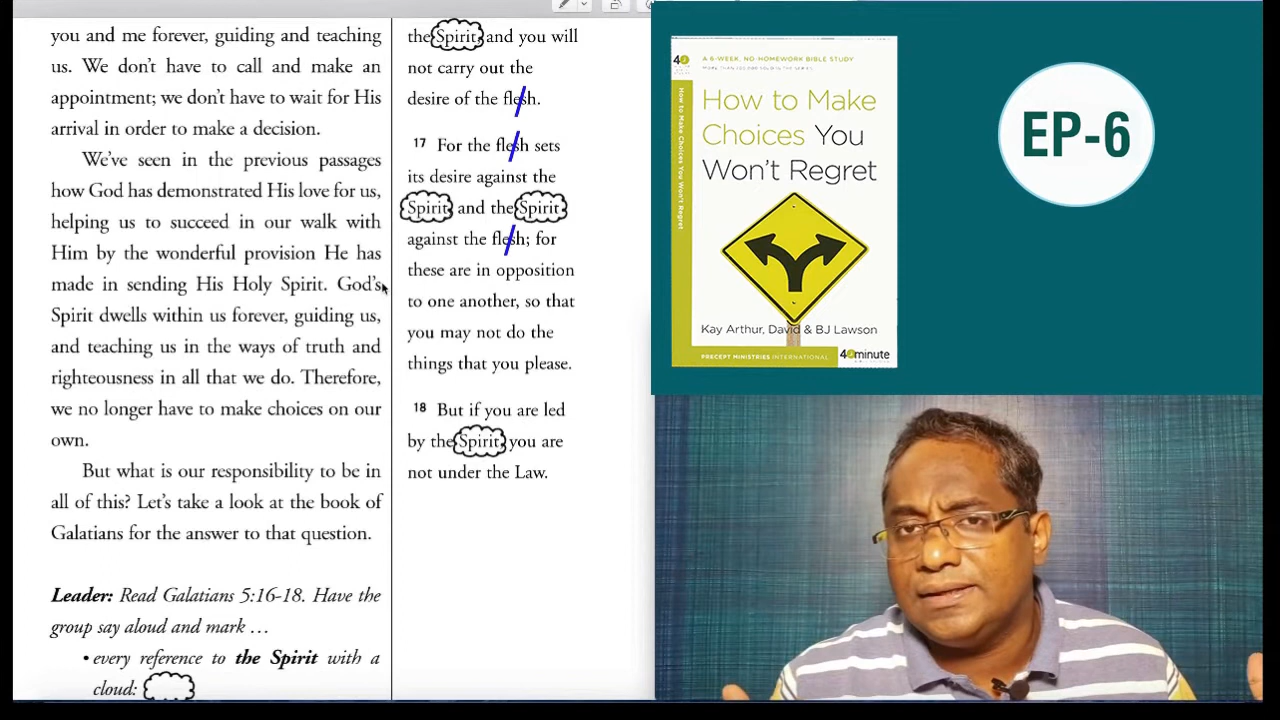 you and me forever, guiding and teaching
us. We don't have to call and make an
appointment; we don't have to wait for His
arrival in order to make a decision.
We've seen in the previous passages
how God has demonstrated His love for us,
helping us to succeed in our walk with
Him by the wonderful provision He has
made in sending His Holy Spirit. God's
Spirit dwells within us forever, guiding us,
and teaching us in the ways of truth and
righteousness in all that we do. Therefore,
we no longer have to make choices on our
own.
But what is our responsibility to be in
all of this? Let's take a look at the book of
Galatians for the answer to that question.
Leader: Read Galatians 5:16-18. Have the
group say aloud and mark …
• every reference to the Spirit with a
cloud:
the Spirit and you will
not carry out the
desire of the flesh.
17 For the flesh sets
its desire against the
Spirit and the Spirit
against the flesh; for
these are in opposition
to one another, so that
you may not do the
things that you please.
18 But if you are led
by the Spirit, you are
not under the Law.
A 6-WEEK, NO-HOMEWORK BIBLE STUDY
How to Make
Choices You
Won't Regret
How to Make Choices You Won't Regret
Kay Arthur, David & BJ Lawson
PRECEPT MINISTRIES INTERNATIONAL
40 minute
EP-6